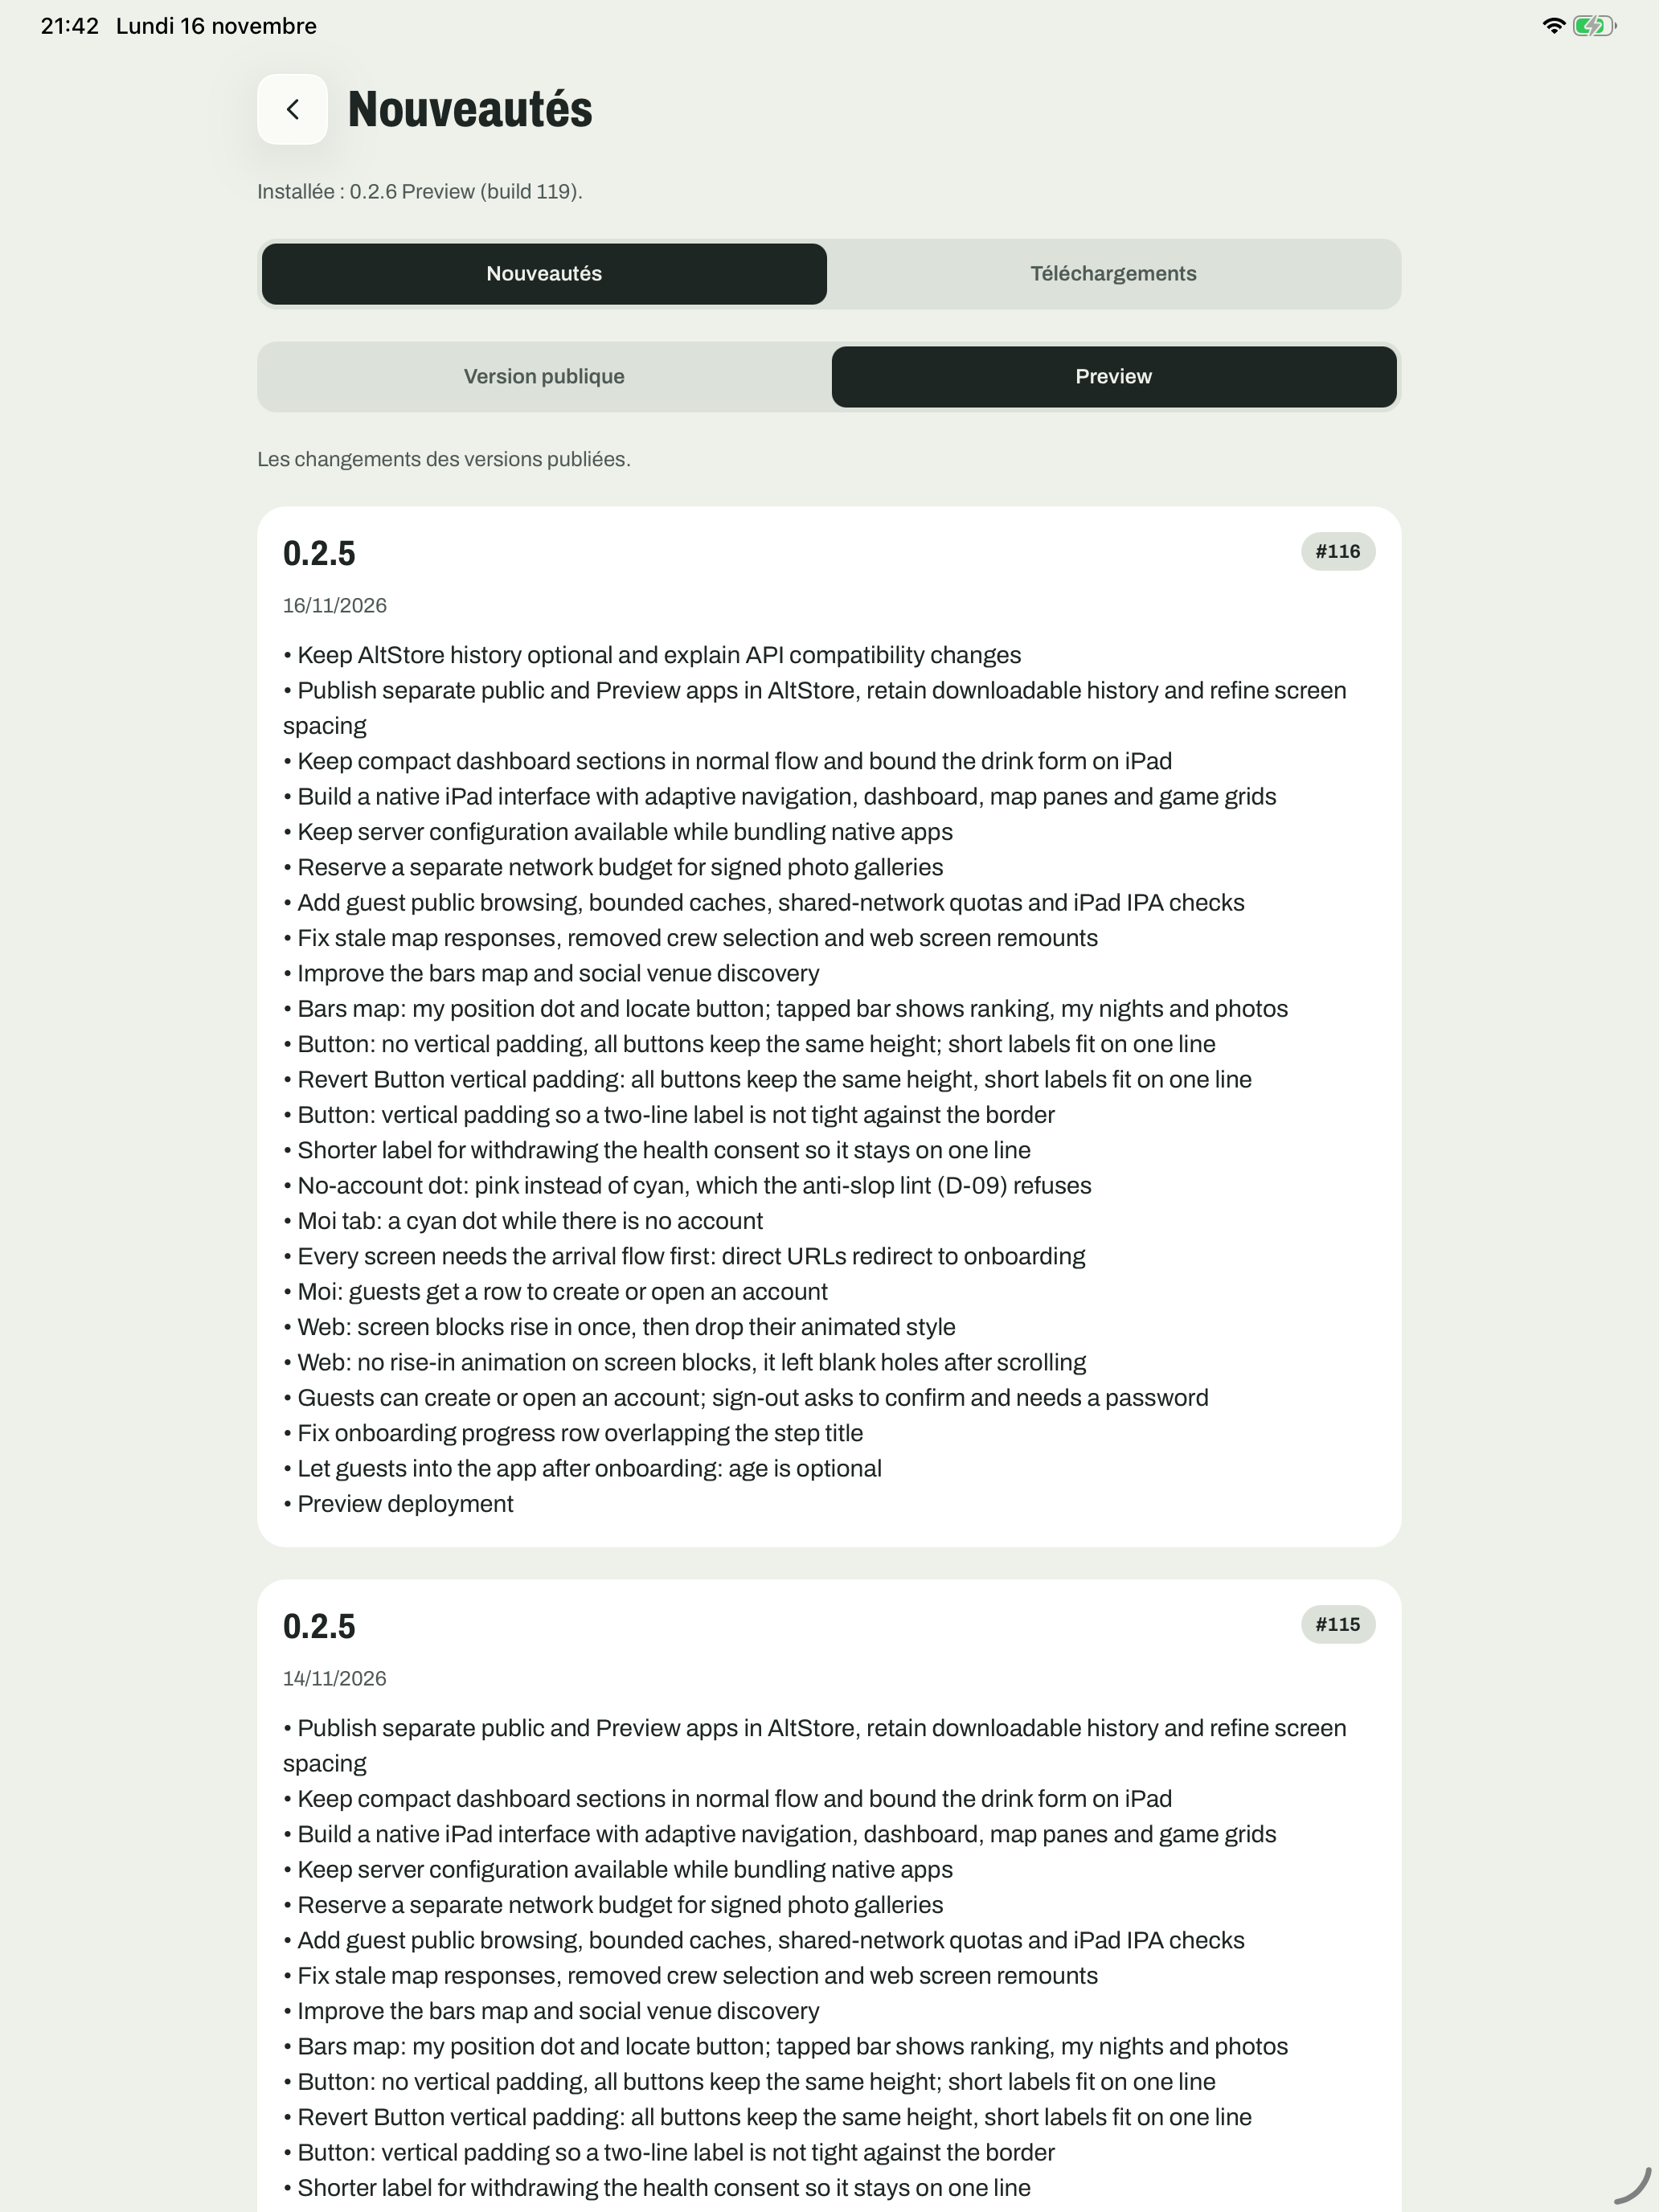 21:42 Lundi 16 novembre
Nouveautés
Installée : 0.2.6 Preview (build 119).
Nouveautés
Téléchargements
Version publique
Preview
Les changements des versions publiées.
0.2.5
#116
16/11/2026
• Keep AltStore history optional and explain API compatibility changes
• Publish separate public and Preview apps in AltStore, retain downloadable history and refine screen
spacing
• Keep compact dashboard sections in normal flow and bound the drink form on iPad
• Build a native iPad interface with adaptive navigation, dashboard, map panes and game grids
• Keep server configuration available while bundling native apps
• Reserve a separate network budget for signed photo galleries
• Add guest public browsing, bounded caches, shared-network quotas and iPad IPA checks
• Fix stale map responses, removed crew selection and web screen remounts
• Improve the bars map and social venue discovery
• Bars map: my position dot and locate button; tapped bar shows ranking, my nights and photos
• Button: no vertical padding, all buttons keep the same height; short labels fit on one line
• Revert Button vertical padding: all buttons keep the same height, short labels fit on one line
• Button: vertical padding so a two-line label is not tight against the border
• Shorter label for withdrawing the health consent so it stays on one line
• No-account dot: pink instead of cyan, which the anti-slop lint (D-09) refuses
• Moi tab: a cyan dot while there is no account
• Every screen needs the arrival flow first: direct URLs redirect to onboarding
• Moi: guests get a row to create or open an account
• Web: screen blocks rise in once, then drop their animated style
• Web: no rise-in animation on screen blocks, it left blank holes after scrolling
• Guests can create or open an account; sign-out asks to confirm and needs a password
• Fix onboarding progress row overlapping the step title
• Let guests into the app after onboarding: age is optional
• Preview deployment
0.2.5
#115
14/11/2026
• Publish separate public and Preview apps in AltStore, retain downloadable history and refine screen
spacing
• Keep compact dashboard sections in normal flow and bound the drink form on iPad
• Build a native iPad interface with adaptive navigation, dashboard, map panes and game grids
• Keep server configuration available while bundling native apps
• Reserve a separate network budget for signed photo galleries
• Add guest public browsing, bounded caches, shared-network quotas and iPad IPA checks
• Fix stale map responses, removed crew selection and web screen remounts
• Improve the bars map and social venue discovery
• Bars map: my position dot and locate button; tapped bar shows ranking, my nights and photos
• Button: no vertical padding, all buttons keep the same height; short labels fit on one line
• Revert Button vertical padding: all buttons keep the same height, short labels fit on one line
• Button: vertical padding so a two-line label is not tight against the border
• Shorter label for withdrawing the health consent so it stays on one line